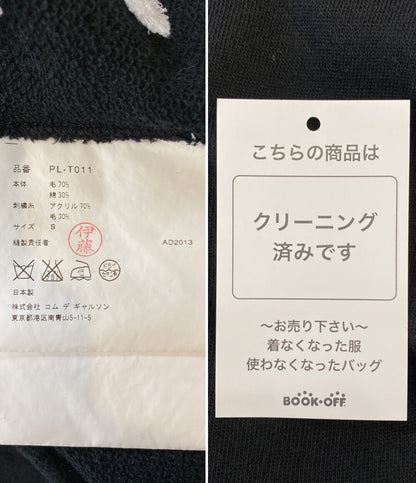 品番 PL-T011
本体 毛 70%
綿 30%
刺繍糸 アクリル 70%
毛 30%
サイズ S
縫製責任者 伊藤 AD2013
日本製
株式会社 コム デ ギャルソン
東京都港区南青山5-11-5
こちらの商品は
クリーニング
済みです
〜お売り下さい〜
着なくなった服
使わなくなったバッグ
BOOK·OFF